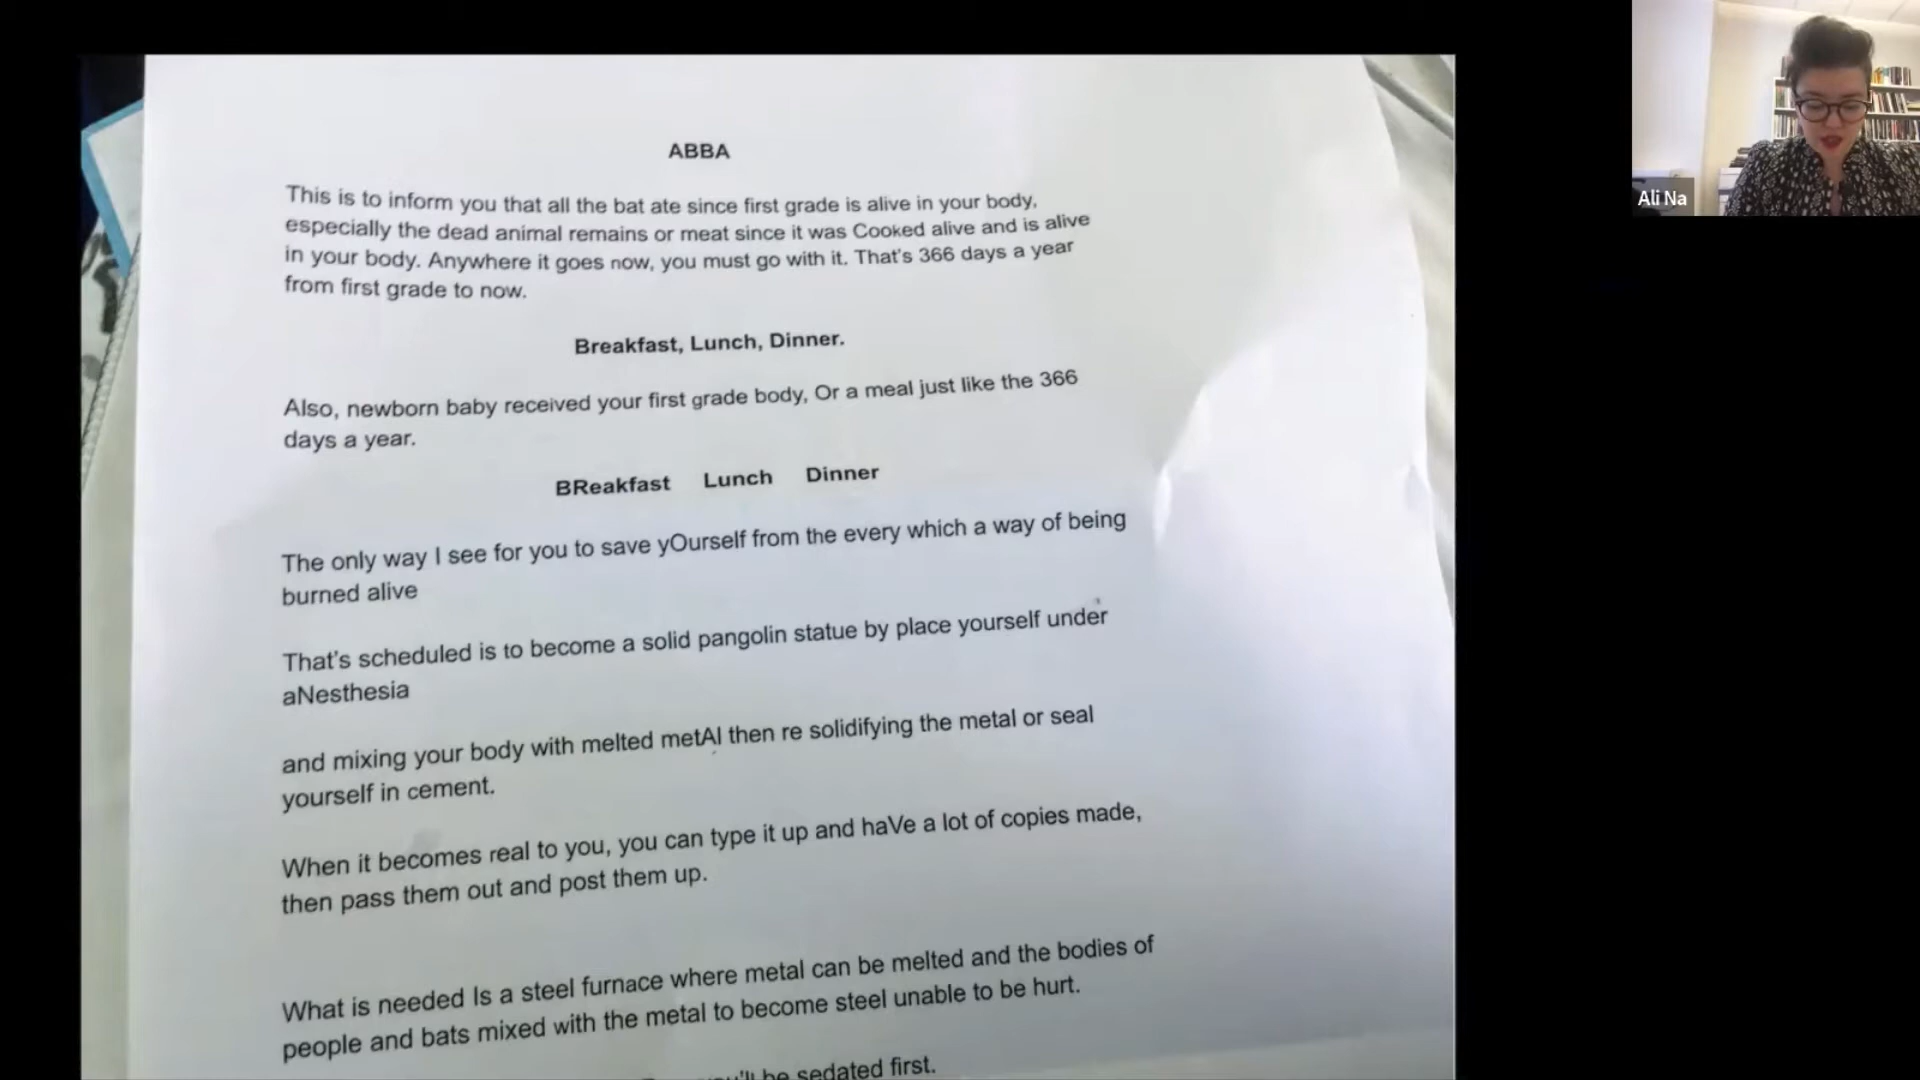 ABBA
This is to inform you that all the bat ate since first grade is alive in your body,
especially the dead animal remains or meat since it was Cooked alive and is alive
in your body. Anywhere it goes now, you must go with it. That's 366 days a year
from first grade to now.
Breakfast, Lunch, Dinner.
Also, newborn baby received your first grade body, Or a meal just like the 366
days a year.
BReakfast Lunch Dinner
The only way I see for you to save yOurself from the every which a way of being
burned alive
That's scheduled is to become a solid pangolin statue by place yourself under
aNesthesia
and mixing your body with melted metAl then re solidifying the metal or seal
yourself in cement.
When it becomes real to you, you can type it up and haVe a lot of copies made,
then pass them out and post them up.
What is needed Is a steel furnace where metal can be melted and the bodies of
people and bats mixed with the metal to become steel unable to be hurt.
be sedated first.
Ali Na